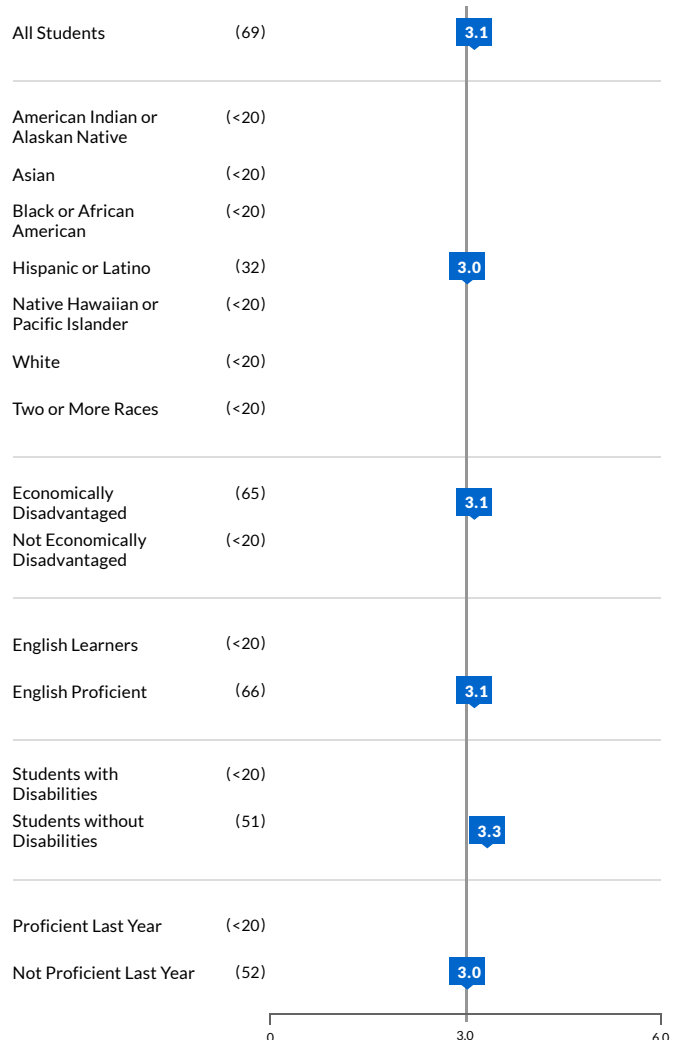 All Students (69) 3.1
American Indian or (<20)
Alaskan Native
Asian (<20)
Black or African (<20)
American
Hispanic or Latino (32) 3.0
Native Hawaiian or (<20)
Pacific Islander
White (<20)
Two or More Races (<20)
Economically (65) 3.1
Disadvantaged
Not Economically (<20)
Disadvantaged
English Learners (<20)
English Proficient (66) 3.1
Students with (<20)
Disabilities
Students without (51) 3.3
Disabilities
Proficient Last Year (<20)
Not Proficient Last Year (52) 3.0
0 3.0 6.0